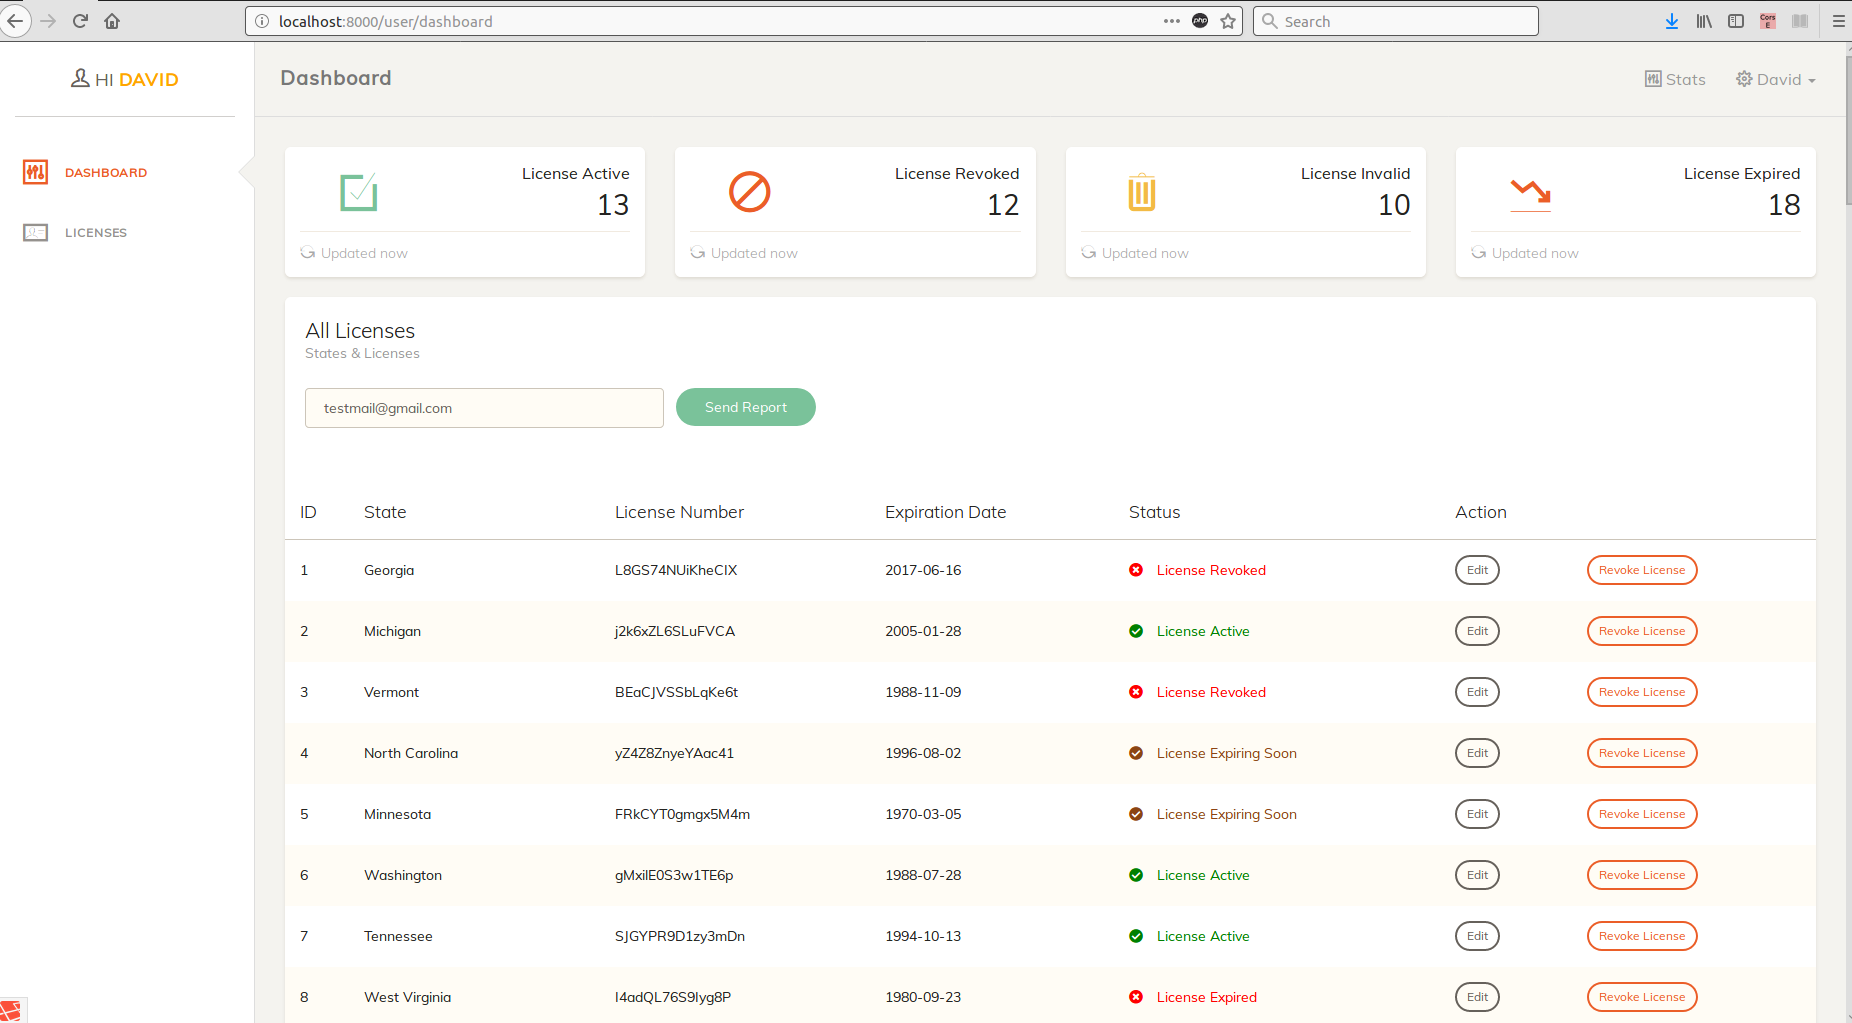 localhost:8000/user/dashboard
php
Search
Cors
E
HI DAVID
Dashboard
Stats
David
DASHBOARD
LICENSES
License Active
13
Updated now
License Revoked
12
Updated now
License Invalid
10
Updated now
License Expired
18
Updated now
All Licenses
States & Licenses
testmail@gmail.com
Send Report
ID State License Number Expiration Date Status Action
1 Georgia L8GS74NUiKheCIX 2017-06-16 License Revoked Edit Revoke License
2 Michigan j2k6xZL6SLuFVCA 2005-01-28 License Active Edit Revoke License
3 Vermont BEaCJVSSbLqKe6t 1988-11-09 License Revoked Edit Revoke License
4 North Carolina yZ4Z8ZnyeYAac41 1996-08-02 License Expiring Soon Edit Revoke License
5 Minnesota FRkCYT0gmgx5M4m 1970-03-05 License Expiring Soon Edit Revoke License
6 Washington gMxilE0S3w1TE6p 1988-07-28 License Active Edit Revoke License
7 Tennessee SJGYPR9D1zy3mDn 1994-10-13 License Active Edit Revoke License
8 West Virginia I4adQL76S9Iyg8P 1980-09-23 License Expired Edit Revoke License